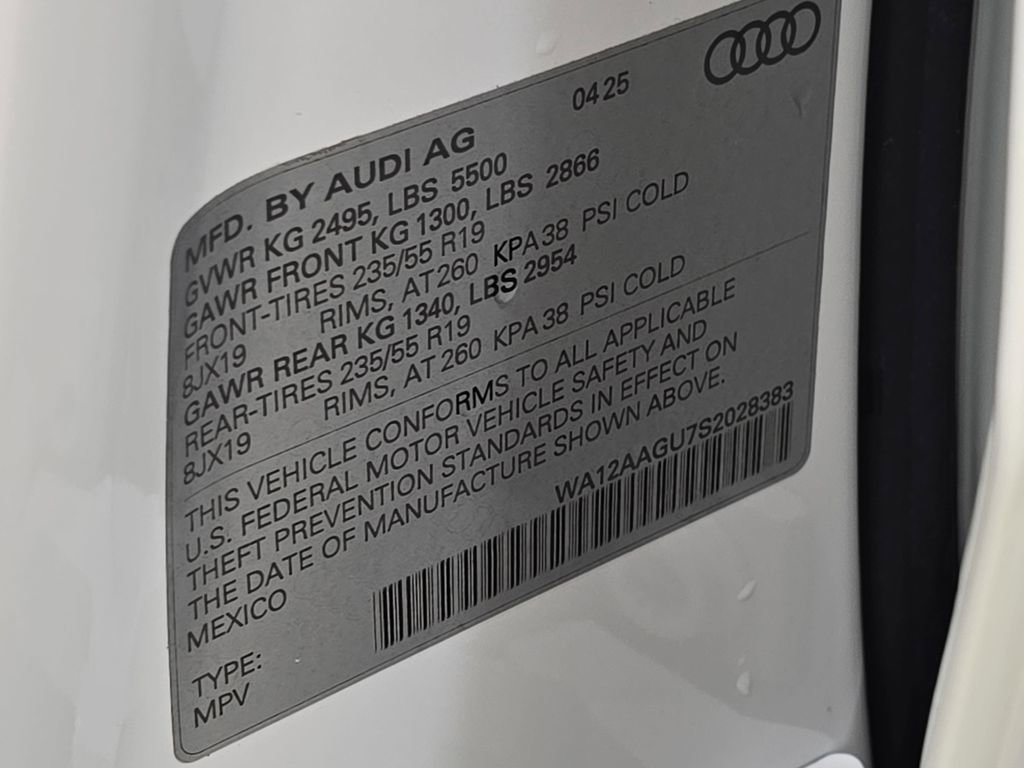 04 25
MFD. BY AUDI AG
GVWR KG 2495, LBS 5500
GAWR FRONT KG 1300, LBS 2866
FRONT-TIRES 235/55 R19
8JX19 RIMS, AT 260 KPA 38 PSI COLD
GAWR REAR KG 1340, LBS 2954
REAR-TIRES 235/55 R19
8JX19 RIMS, AT 260 KPA 38 PSI COLD
THIS VEHICLE CONFORMS TO ALL APPLICABLE
U.S. FEDERAL MOTOR VEHICLE SAFETY AND
THEFT PREVENTION STANDARDS IN EFFECT ON
THE DATE OF MANUFACTURE SHOWN ABOVE.
MEXICO
WA12AAGU7S2028383
TYPE:
MPV